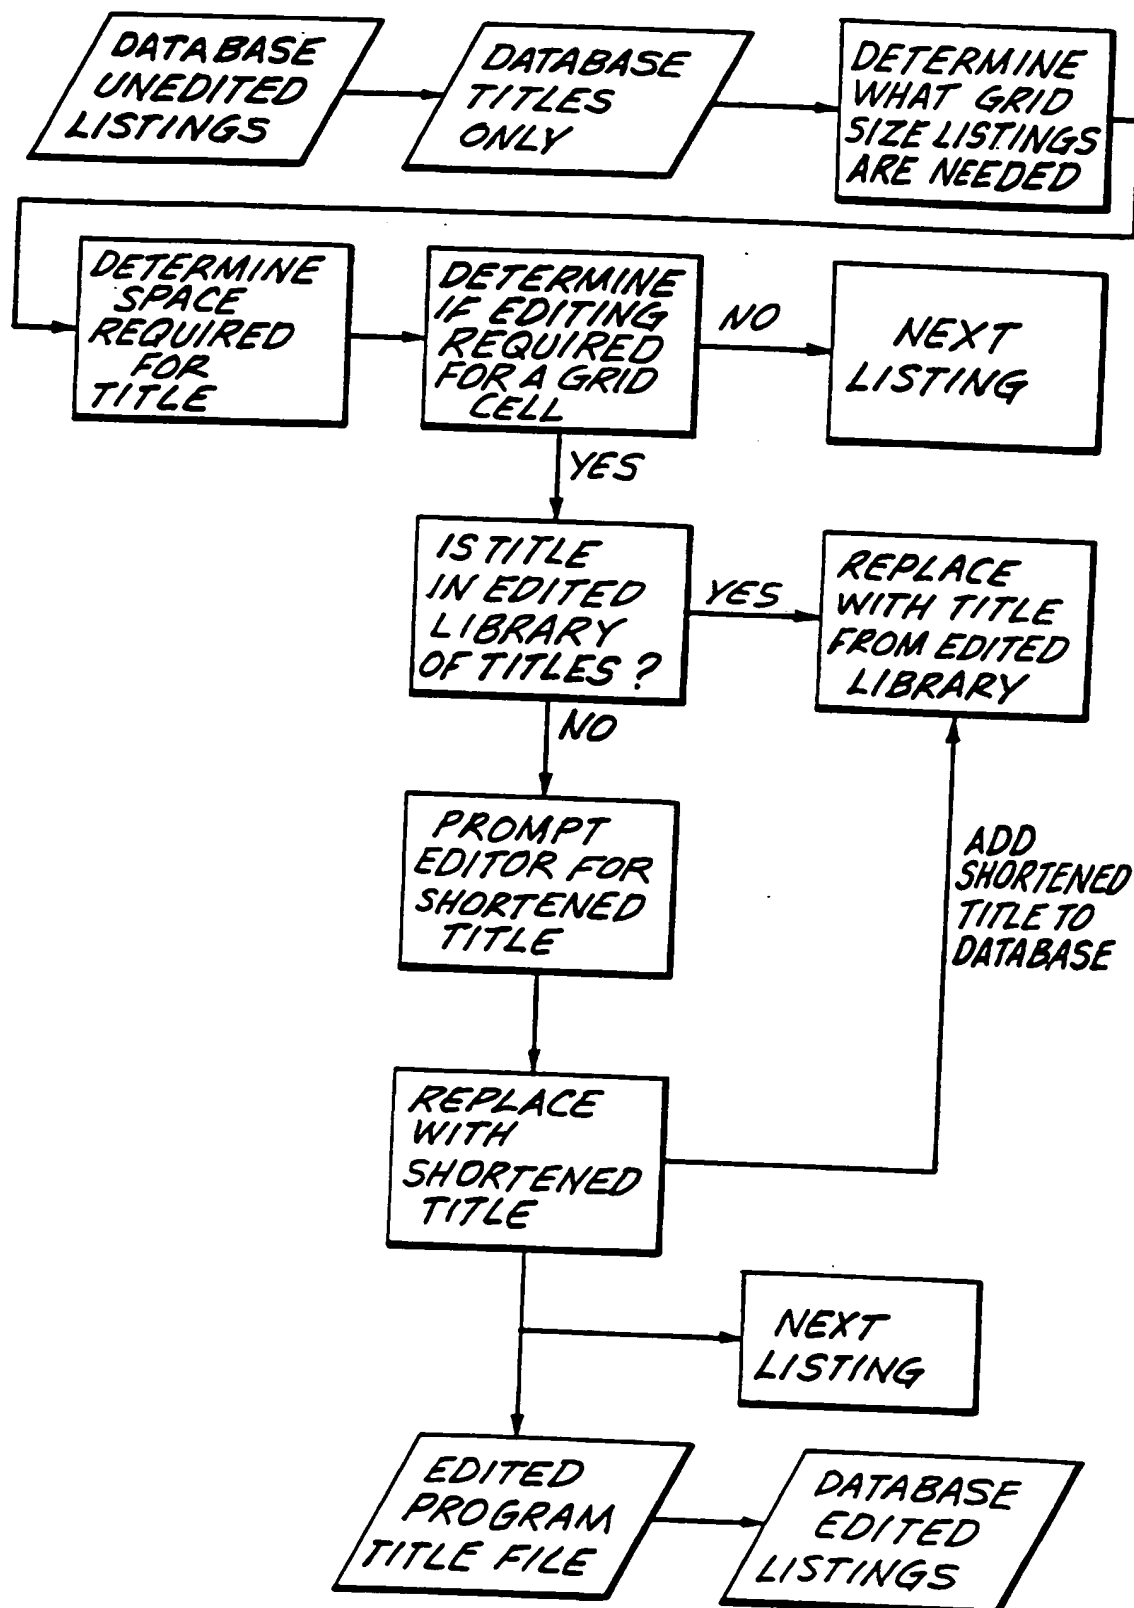 DATABASE
UNEDITED
LISTINGS
DATABASE
TITLES
ONLY
DETERMINE
WHAT GRID
SIZE LISTINGS
ARE NEEDED
DETERMINE
SPACE
REQUIRED
FOR
TITLE
DETERMINE
IF EDITING
REQUIRED
FOR A GRID
CELL
NO
NEXT
LISTING
YES
IS TITLE
IN EDITED
LIBRARY
OF TITLES?
YES
REPLACE
WITH TITLE
FROM EDITED
LIBRARY
NO
PROMPT
EDITOR FOR
SHORTENED
TITLE
ADD
SHORTENED
TITLE TO
DATABASE
REPLACE
WITH
SHORTENED
TITLE
NEXT
LISTING
EDITED
PROGRAM
TITLE FILE
DATABASE
EDITED
LISTINGS